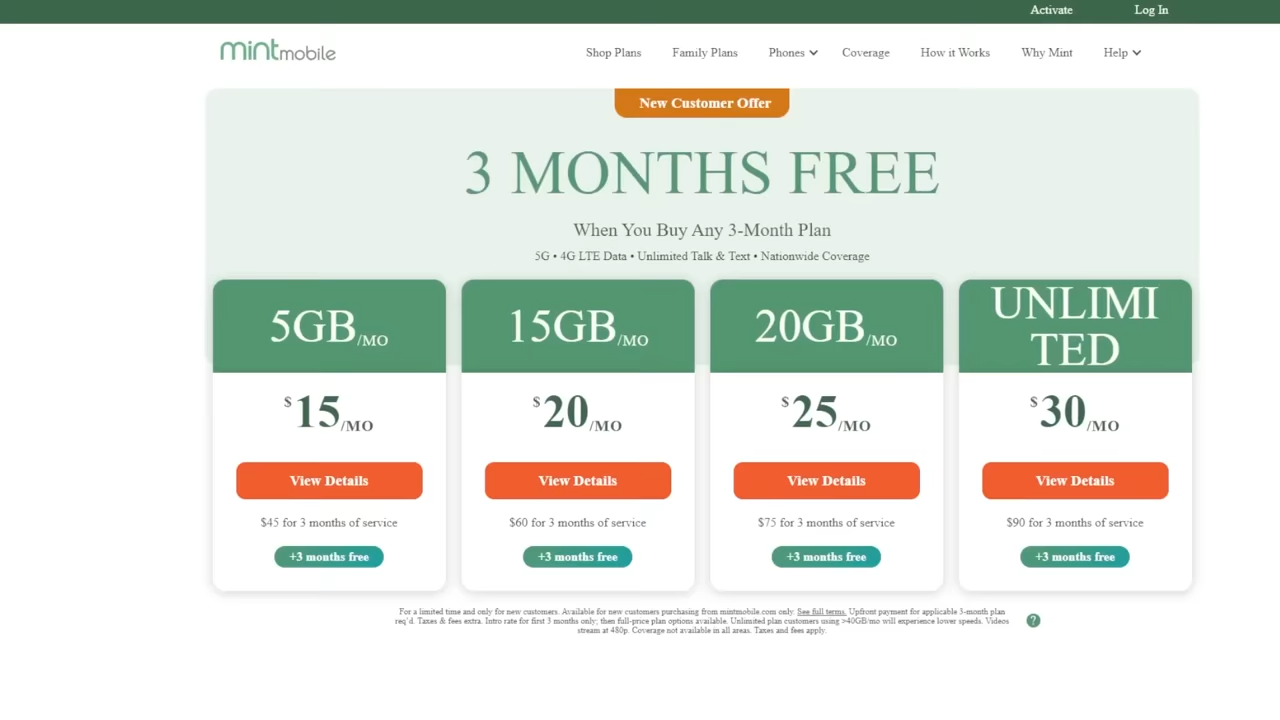 Activate Log In
mintmobile Shop Plans Family Plans Phones Coverage How it Works Why Mint Help
New Customer Offer
3 MONTHS FREE
When You Buy Any 3-Month Plan
5G • 4G LTE Data • Unlimited Talk & Text • Nationwide Coverage
5GB/MO 15GB/MO 20GB/MO UNLIMI
TED
$15/MO $20/MO $25/MO $30/MO
View Details View Details View Details View Details
$45 for 3 months of service $60 for 3 months of service $75 for 3 months of service $90 for 3 months of service
+3 months free +3 months free +3 months free +3 months free
For a limited time and only for new customers. Available for new customers purchasing from mintmobile.com only. See full terms. Upfront payment for applicable 3-month plan
req'd. Taxes & fees extra. Intro rate for first 3 months only; then full-price plan options available. Unlimited plan customers using >40GB/mo will experience lower speeds. Videos
stream at 480p. Coverage not available in all areas. Taxes and fees apply.
?